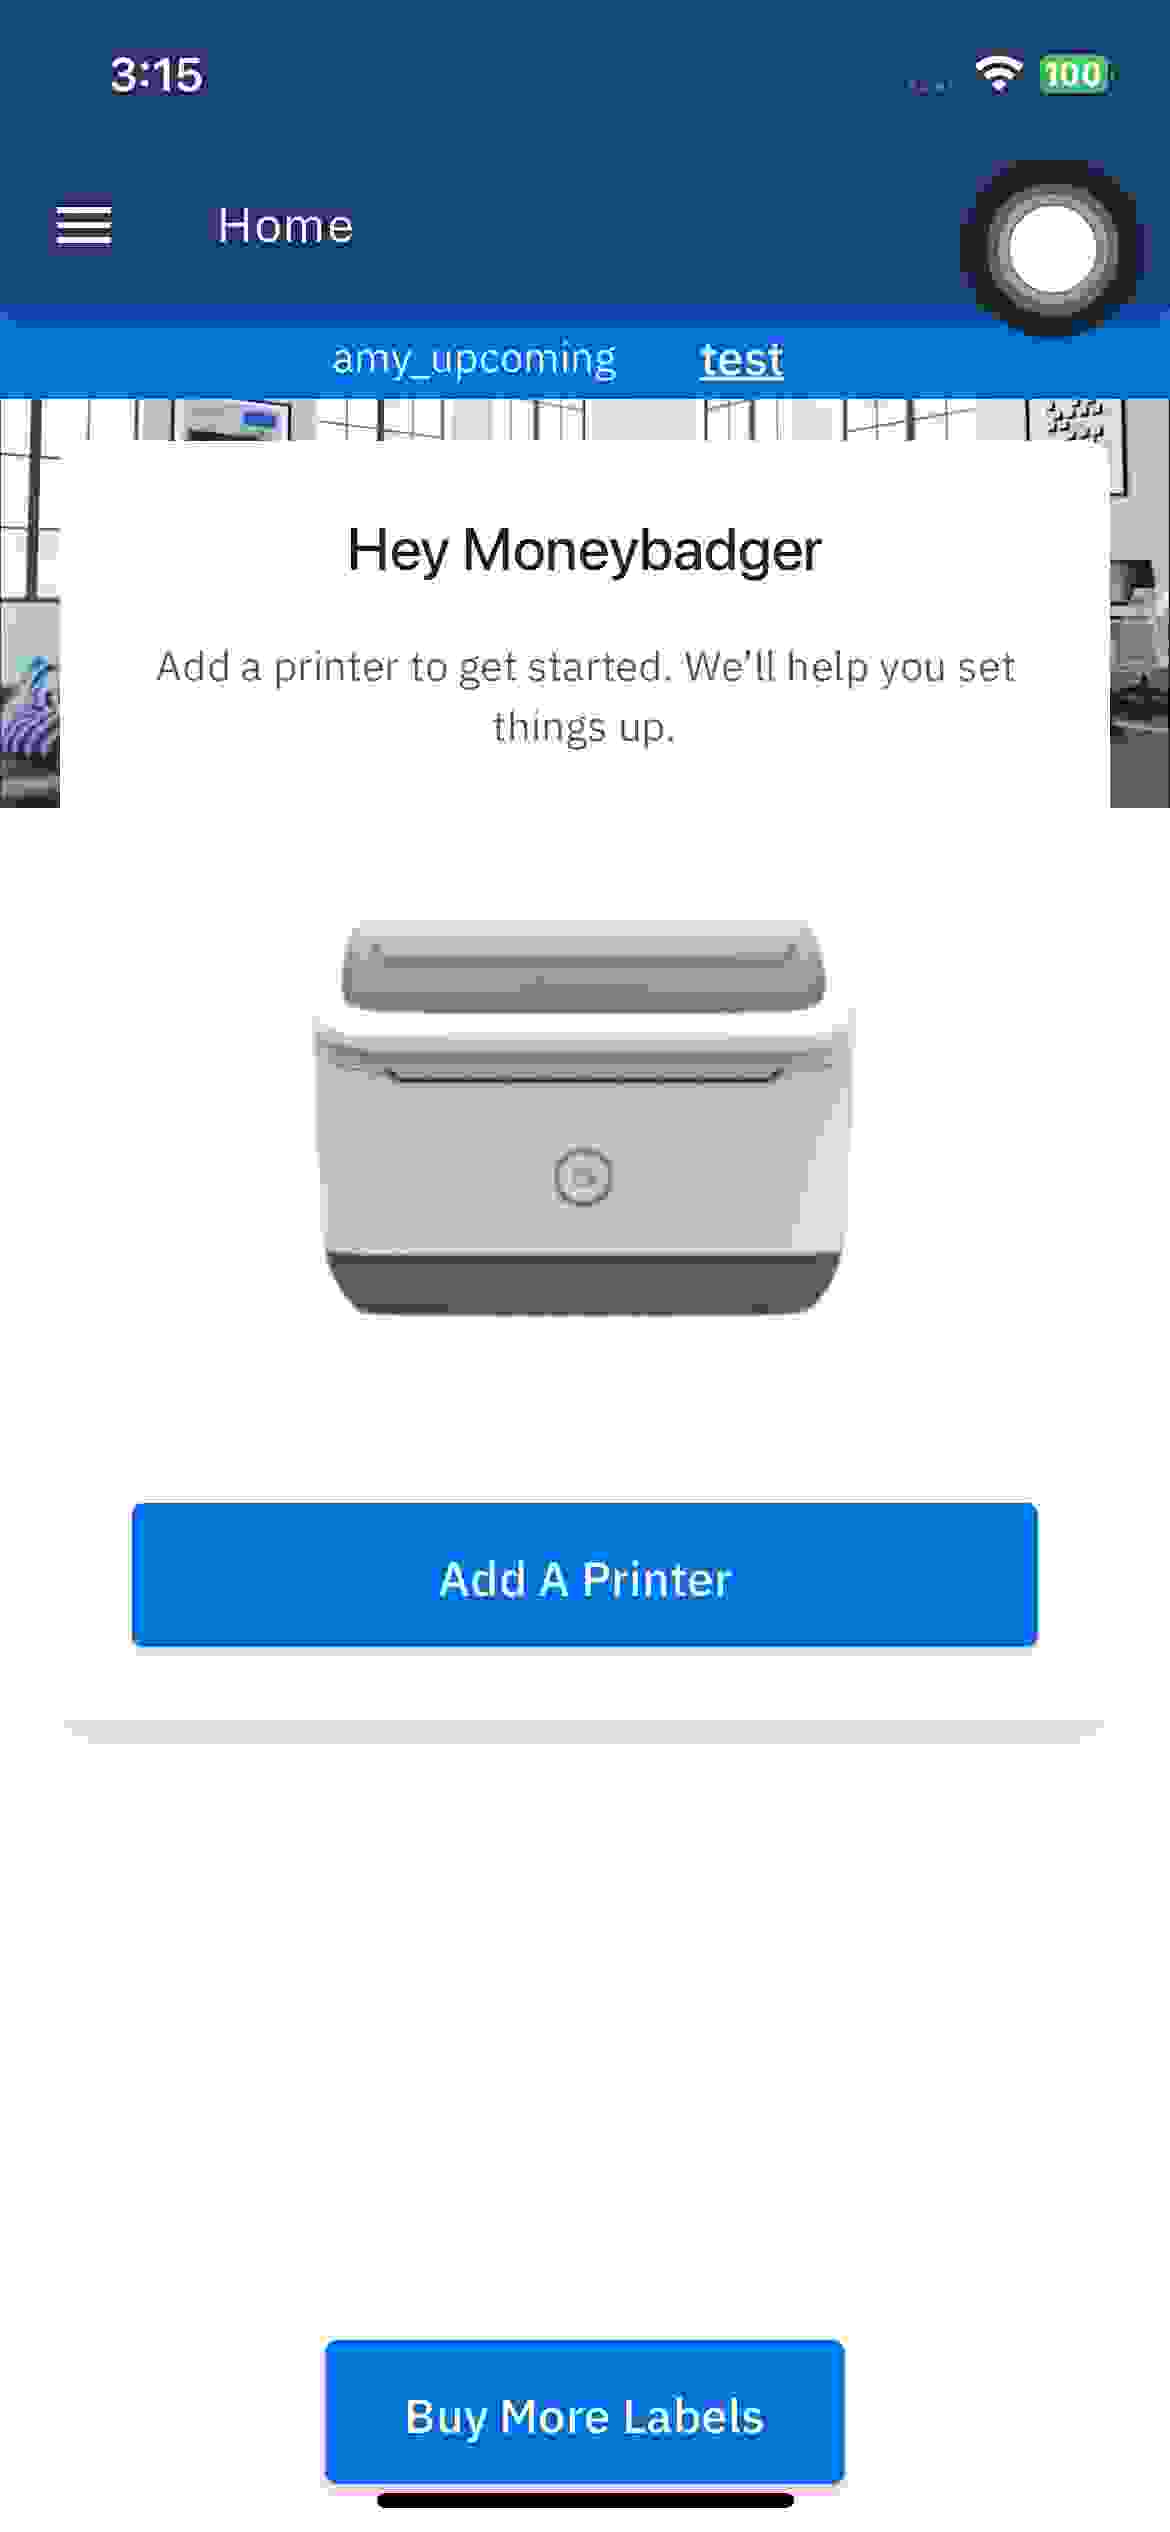 3:15
100
Home
amy_upcoming test
Hey Moneybadger
Add a printer to get started. We'll help you set
things up.
Add A Printer
Buy More Labels